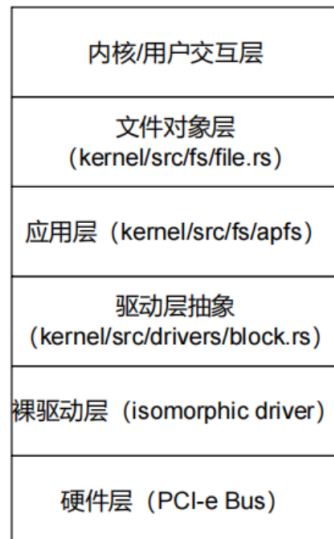 内核/用户交互层
文件对象层
（kernel/src/fs/file.rs）
应用层（kernel/src/fs/apfs）
驱动层抽象
（kernel/src/drivers/block.rs）
裸驱动层（isomorphic driver）
硬件层（PCI-e Bus）